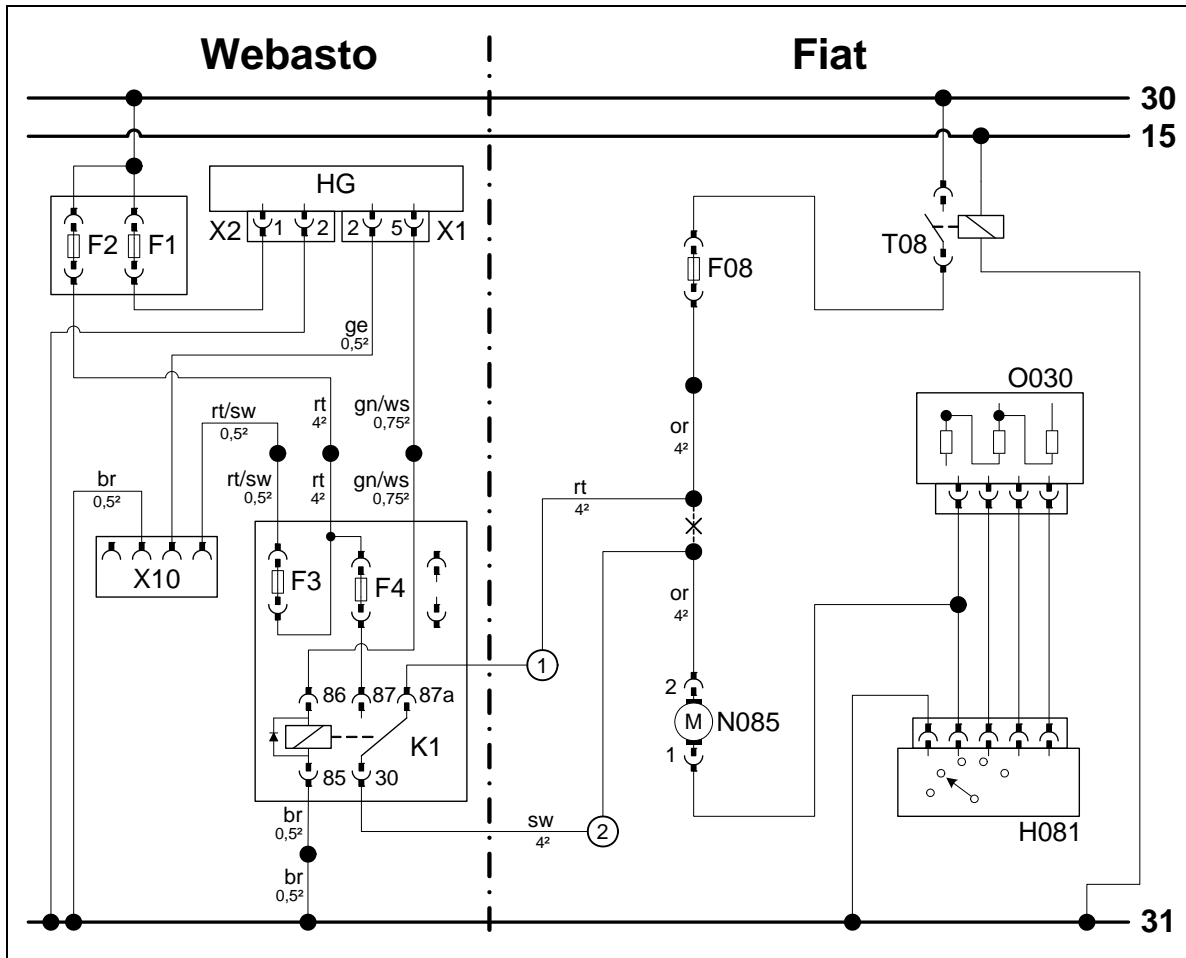 Webasto
Fiat
30
15
HG
X2 1 2 2 5 X1
F2 F1
T08
F08
ge
0,5²
O030
rt/sw
0,5²
rt
4²
gn/ws
0,75²
or
4²
br
0,5²
rt/sw
0,5²
rt
4²
gn/ws
0,75²
rt
4²
X10
F3 F4
or
4²
1
86 87 87a
2
M N085
K1
1
85 30
br
0,5²
sw
4²
2
H081
br
0,5²
31